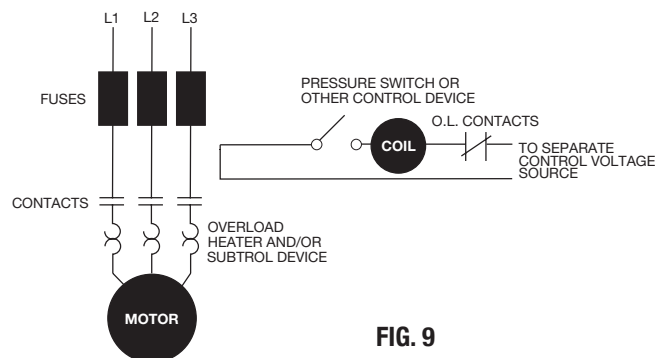 L1 L2 L3
FUSES
PRESSURE SWITCH OR
OTHER CONTROL DEVICE
O.L. CONTACTS
COIL
TO SEPARATE
CONTROL VOLTAGE
SOURCE
CONTACTS
OVERLOAD
HEATER AND/OR
SUBTROL DEVICE
MOTOR
FIG. 9